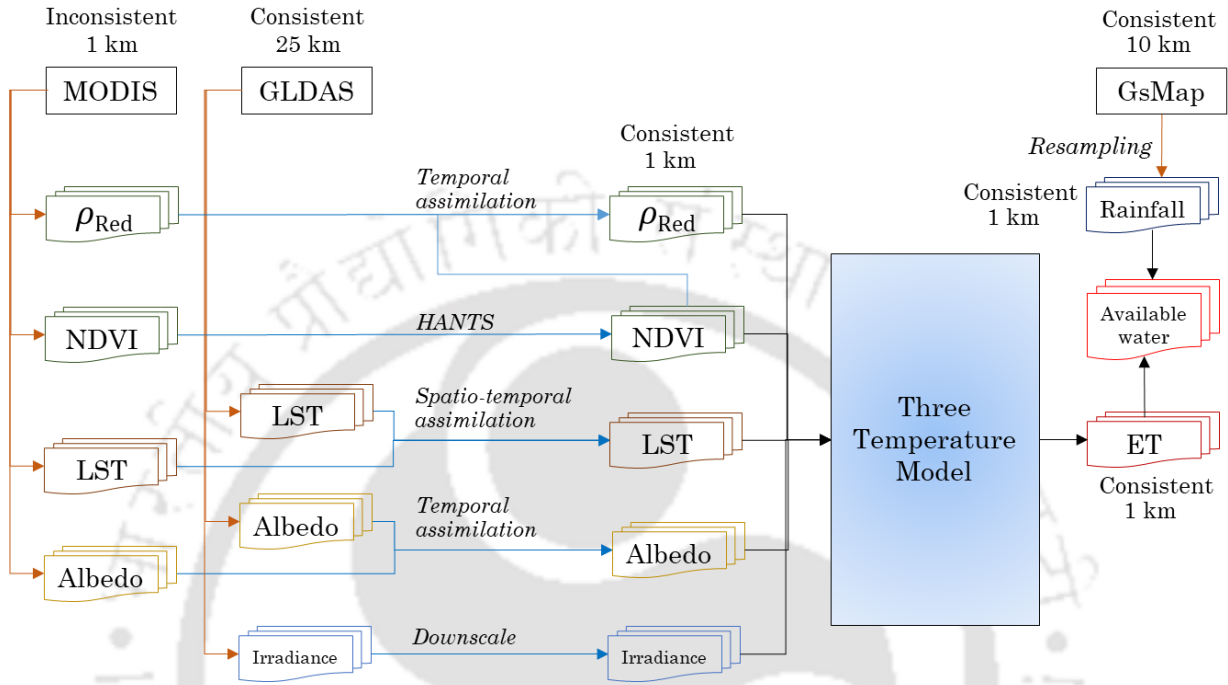 Inconsistent
1 km
MODIS
Consistent
25 km
GLDAS
Consistent
10 km
GsMap
Resampling
Consistent
1 km
Rainfall
Available
water
Consistent
1 km
ρRed
Temporal
assimilation
ρRed
NDVI
HANTS
NDVI
LST
LST
Spatio-temporal
assimilation
LST
Albedo
Albedo
Temporal
assimilation
Albedo
Irradiance
Downscale
Irradiance
Three
Temperature
Model
ET
Consistent
1 km